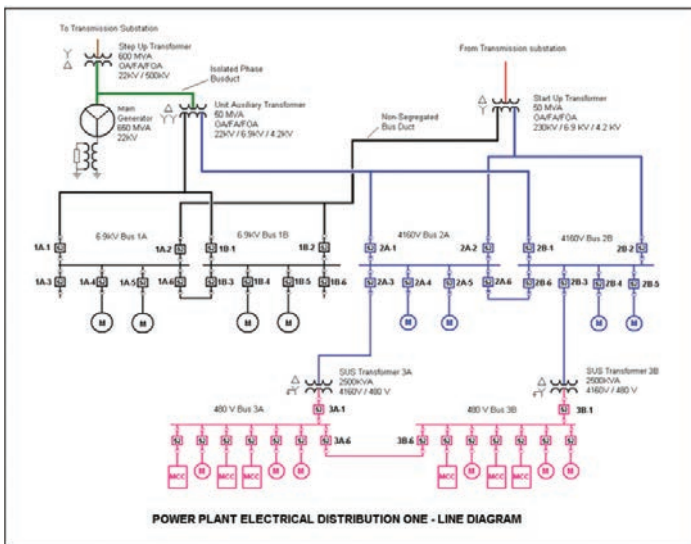 To Transmission Substation
Step Up Transformer
600 MVA
OA/FA/FOA
22KV / 500KV
From Transmission substation
Isolated Phase
Busduct
Main
Generator
660 MVA
22KV
Unit Auxiliary Transformer
50 MVA
OA/FA/FOA
22KV / 6.9KV / 4.2KV
Non-Segregated
Bus Duct
Start Up Transformer
50 MVA
OA/FA/FOA
230KV / 6.9 KV / 4.2 KV
1A-1
6.9KV Bus 1A
1A-2
1B-1
6.9KV Bus 1B
1B-2
2A-1
4160V Bus 2A
2A-2
2B-1
4160V Bus 2B
2B-2
1A-3
1A-4
1A-5
1A-6
1B-3
1B-4
1B-5
1B-6
2A-3
2A-4
2A-5
2A-6
2B-6
2B-3
2B-4
2B-5
M
M
M
M
M
M
M
M
SUS Transformer 3A
2500KVA
4160V / 480 V
SUS Transformer 3B
2500KVA
4160V / 480 V
480 V Bus 3A
3A-1
480 V Bus 3B
3B-1
3A-6
3B-6
MCC
M
MCC
MCC
M
M
MCC
M
MCC
MCC
M
M
POWER PLANT ELECTRICAL DISTRIBUTION ONE - LINE DIAGRAM